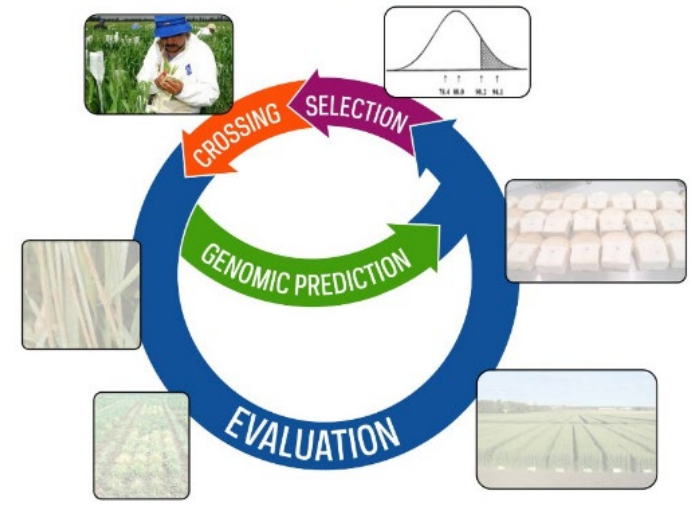 78.4 88.0 90.2 94.1
SELECTION
CROSSING
GENOMIC PREDICTION
EVALUATION